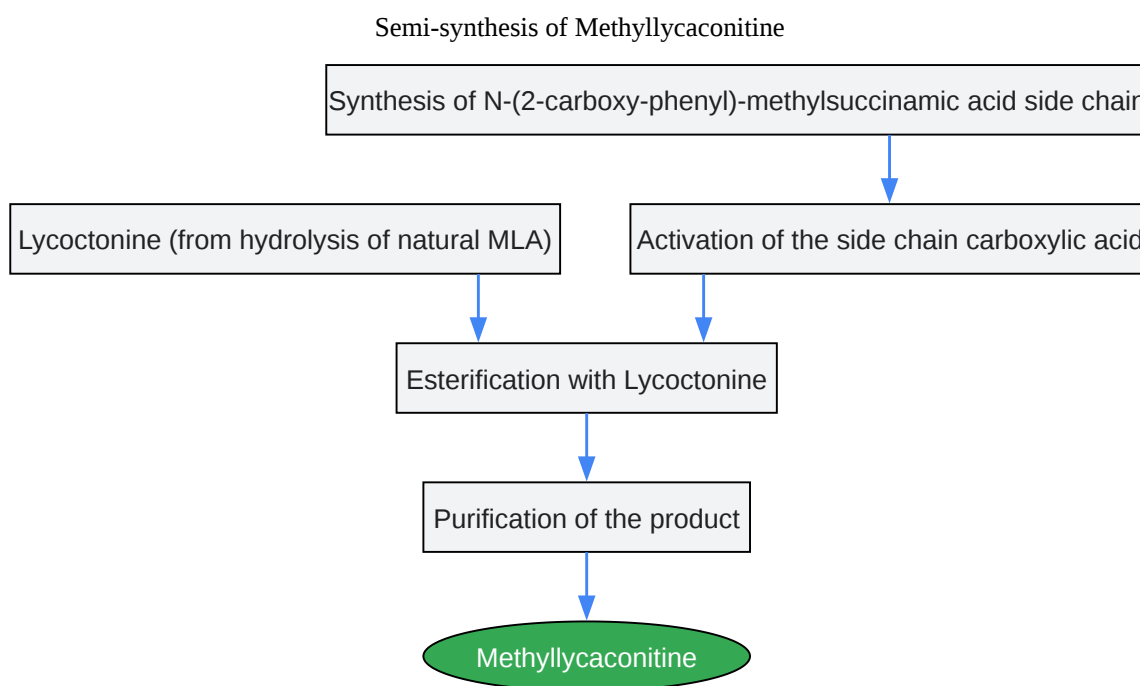 Semi-synthesis of Methyllycaconitine
Synthesis of N-(2-carboxy-phenyl)-methylsuccinamic acid side chain
Lycoctonine (from hydrolysis of natural MLA)
Activation of the side chain carboxylic acid
Esterification with Lycoctonine
Purification of the product
Methyllycaconitine